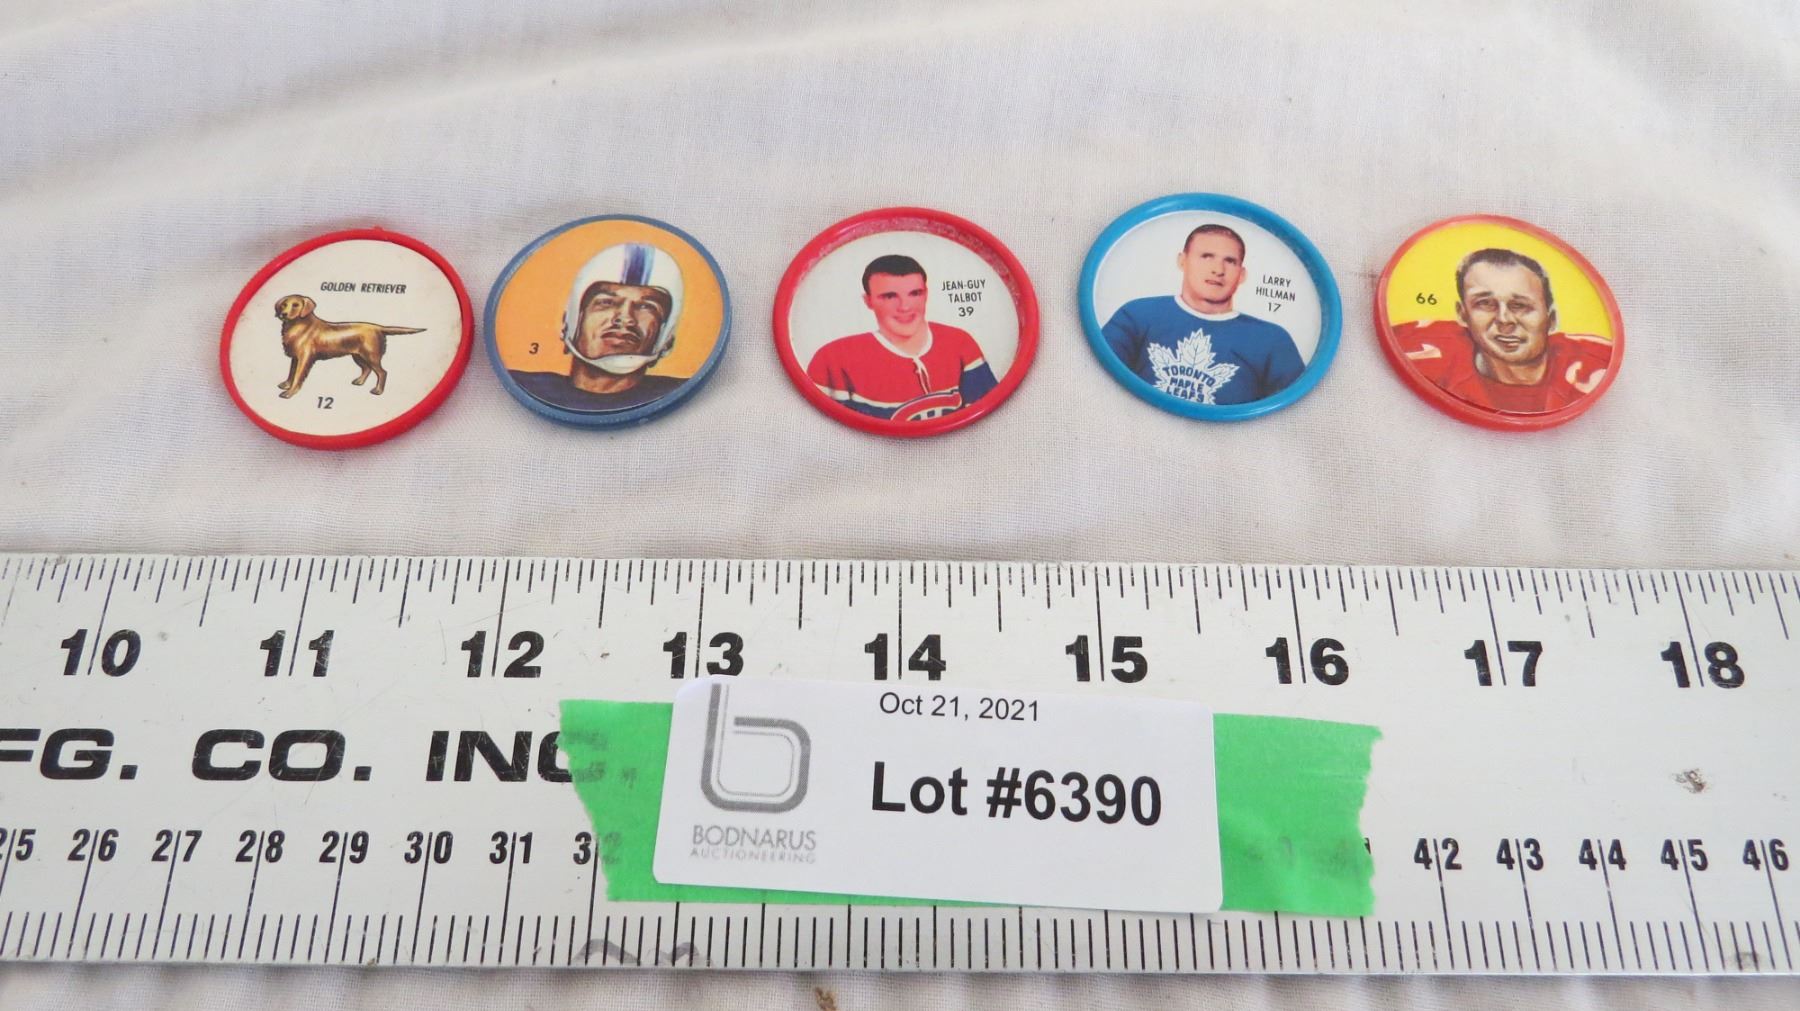 GOLDEN RETRIEVER
12
3
JEAN-GUY
TALBOT
39
LARRY
HILLMAN
17
TORONTO
MAPLE
LEAFS
66
10 11 12 13 14 15 16 17 18
FG. CO. INC
Oct 21, 2021
Lot #6390
BODNARUS
AUCTIONEERING
25 26 27 28 29 30 31 3 42 43 44 45 46